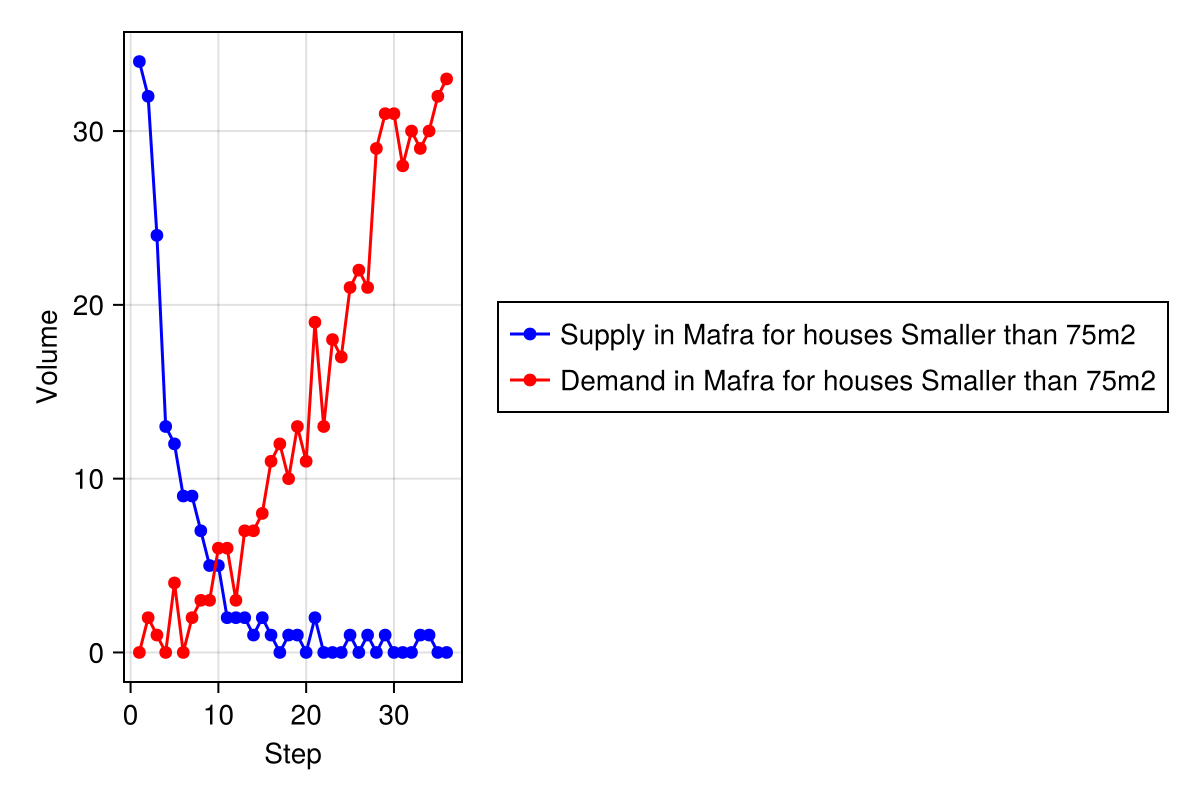 30
20
10
0
Volume
0 10 20 30
Step
Supply in Mafra for houses Smaller than 75m2
Demand in Mafra for houses Smaller than 75m2